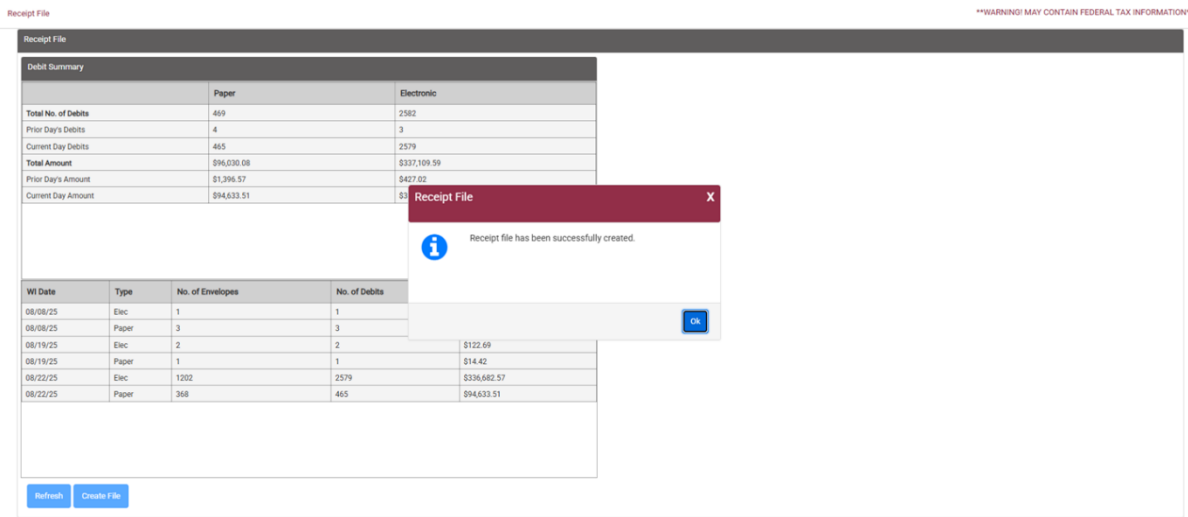 Receipt File
**WARNING! MAY CONTAIN FEDERAL TAX INFORMATION*
Receipt File
Debit Summary
Paper Electronic
Total No. of Debits 469 2582
Prior Day's Debits 4 3
Current Day Debits 465 2579
Total Amount $96,030.08 $337,109.59
Prior Day's Amount $1,396.57 $427.02
Current Day Amount $94,633.51 $3
Receipt File X
Receipt file has been successfully created.
Ok
WI Date Type No. of Envelopes No. of Debits
08/08/25 Elec 1 1
08/08/25 Paper 3 3
08/19/25 Elec 2 2 $122.69
08/19/25 Paper 1 1 $14.42
08/22/25 Elec 1202 2579 $336,682.57
08/22/25 Paper 368 465 $94,633.51
Refresh Create File